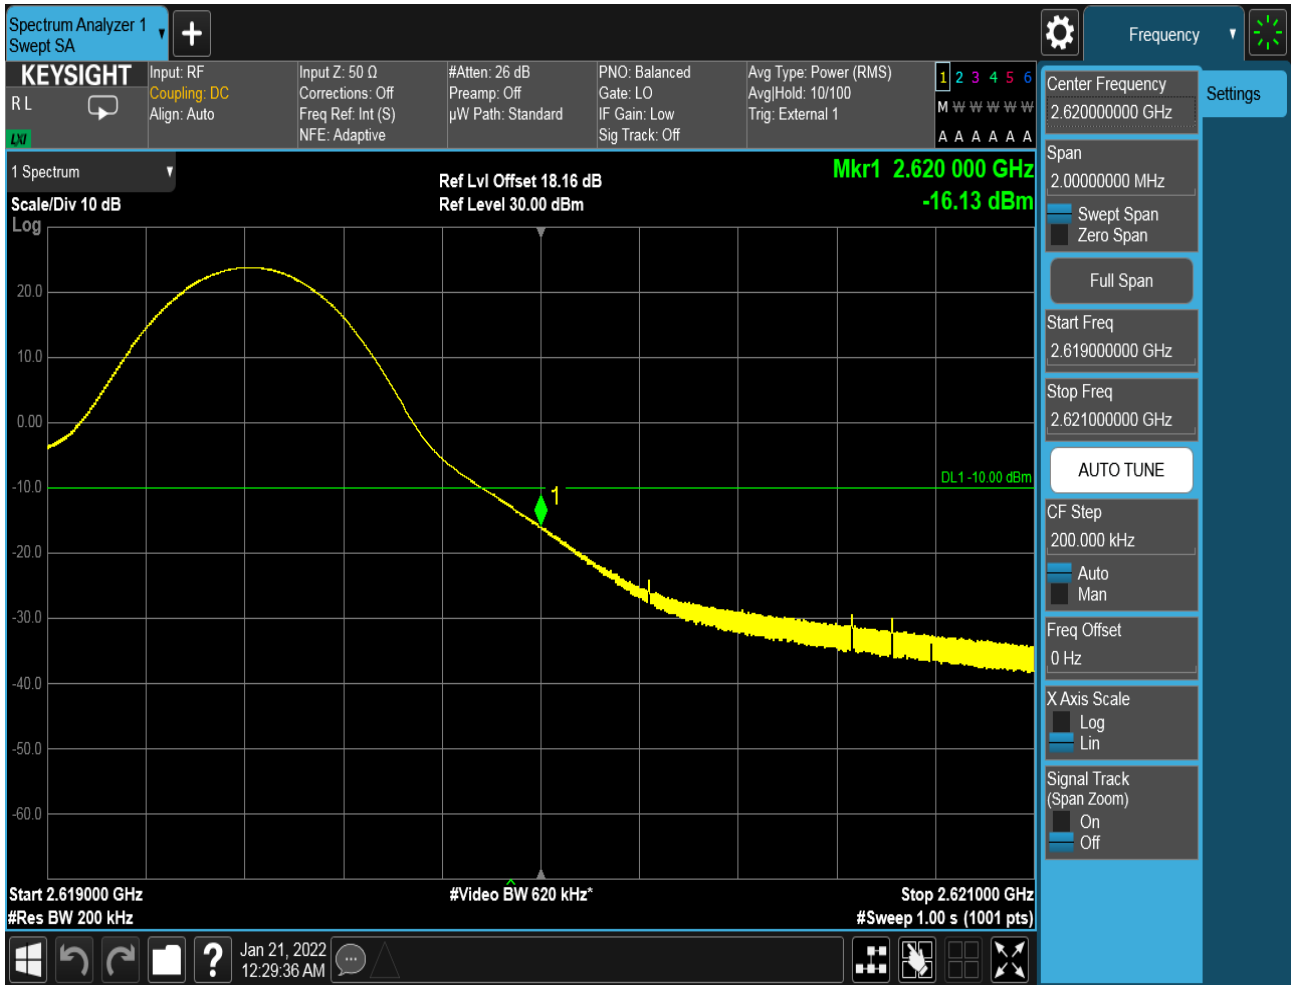 Spectrum Analyzer 1
Swept SA
Frequency
KEYSIGHT
R L
LXI
Input: RF
Coupling: DC
Align: Auto
Input Z: 50 Ω
Corrections: Off
Freq Ref: Int (S)
NFE: Adaptive
#Atten: 26 dB
Preamp: Off
µW Path: Standard
PNO: Balanced
Gate: LO
IF Gain: Low
Sig Track: Off
Avg Type: Power (RMS)
Avg|Hold: 10/100
Trig: External 1
1 2 3 4 5 6
M W W W W W
A A A A A A
1 Spectrum
Scale/Div 10 dB
Log
Ref Lvl Offset 18.16 dB
Ref Level 30.00 dBm
Mkr1 2.620 000 GHz
-16.13 dBm
20.0
10.0
0.00
-10.0
-20.0
-30.0
-40.0
-50.0
-60.0
DL1 -10.00 dBm
1
Start 2.619000 GHz
#Res BW 200 kHz
#Video BW 620 kHz*
Stop 2.621000 GHz
#Sweep 1.00 s (1001 pts)
Jan 21, 2022
12:29:36 AM
?
Center Frequency
2.620000000 GHz
Settings
Span
2.00000000 MHz
Swept Span
Zero Span
Full Span
Start Freq
2.619000000 GHz
Stop Freq
2.621000000 GHz
AUTO TUNE
CF Step
200.000 kHz
Auto
Man
Freq Offset
0 Hz
X Axis Scale
Log
Lin
Signal Track
(Span Zoom)
On
Off